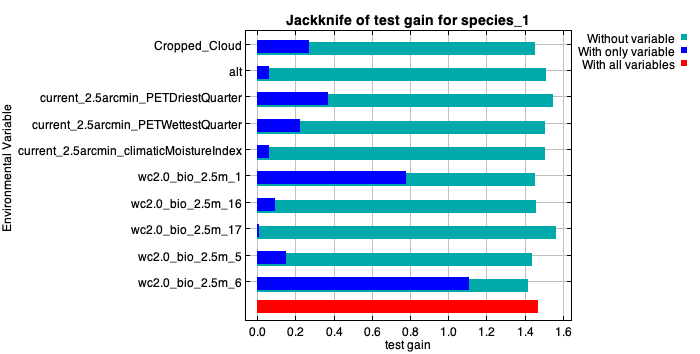 Jackknife of test gain for species_1
Without variable
With only variable
With all variables
Environmental Variable
Cropped_Cloud
alt
current_2.5arcmin_PETDriestQuarter
current_2.5arcmin_PETWettestQuarter
current_2.5arcmin_climaticMoistureIndex
wc2.0_bio_2.5m_1
wc2.0_bio_2.5m_16
wc2.0_bio_2.5m_17
wc2.0_bio_2.5m_5
wc2.0_bio_2.5m_6
0.0 0.2 0.4 0.6 0.8 1.0 1.2 1.4 1.6
test gain